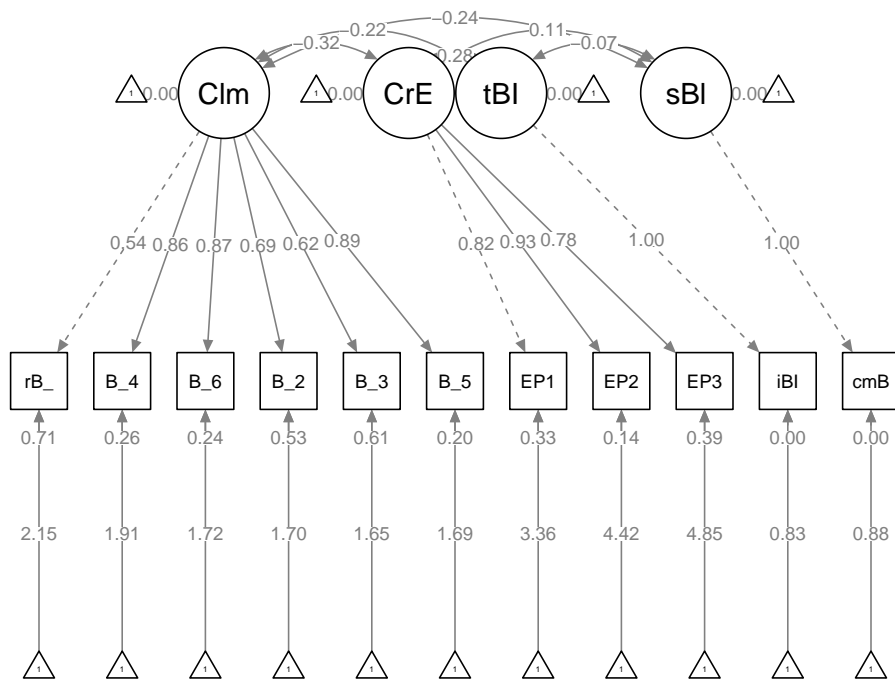 −0.24
−0.22 0.11
−0.32 0.28 −0.07
1 0.00 Clm 1 0.00 CrE tBI 0.00 1 sBI 0.00 1
0.54 0.86 0.87 0.69 0.62 0.89 0.82 0.93 0.78 1.00 1.00
rB_ B_4 B_6 B_2 B_3 B_5 EP1 EP2 EP3 iBI cmB
0.71 0.26 0.24 0.53 0.61 0.20 0.33 0.14 0.39 0.00 0.00
2.15 1.91 1.72 1.70 1.65 1.69 3.36 4.42 4.85 0.83 0.88
1 1 1 1 1 1 1 1 1 1 1